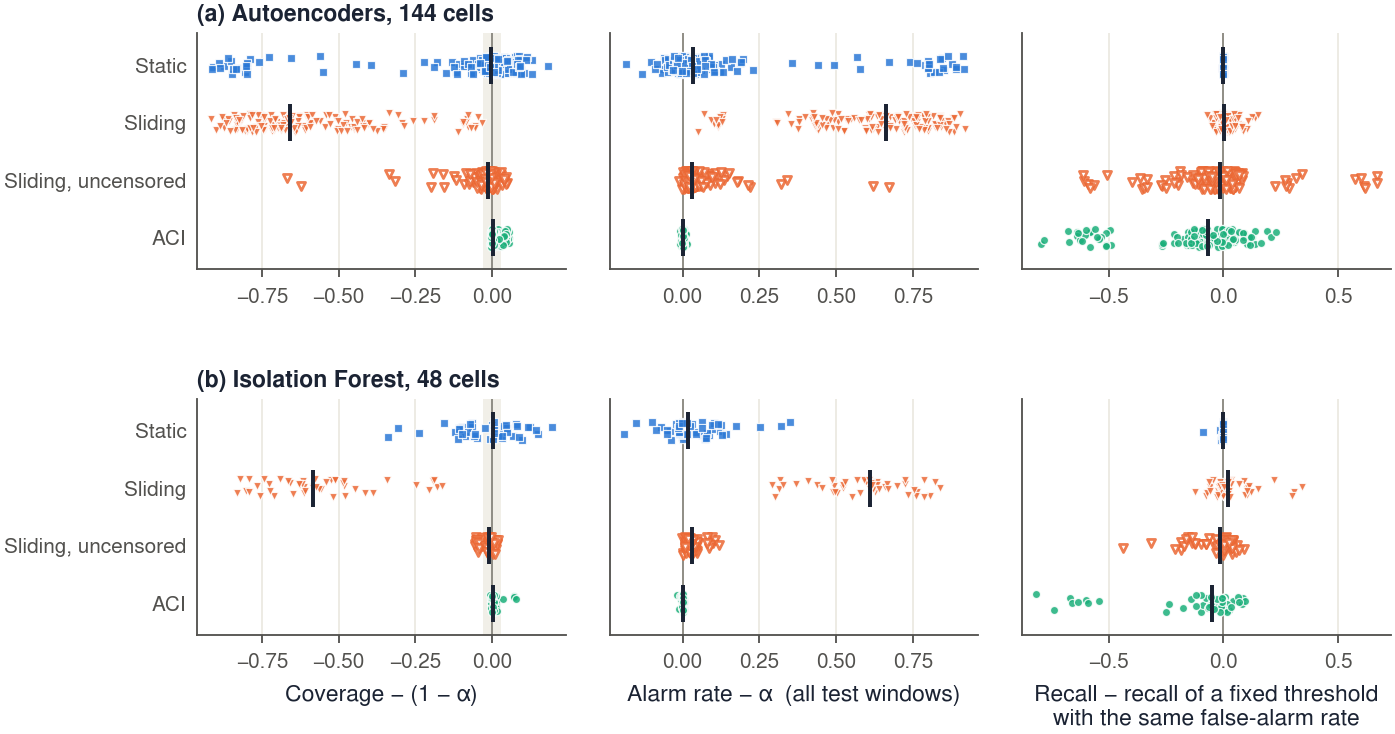 (a) Autoencoders, 144 cells
Static
Sliding
Sliding, uncensored
ACI
−0.75 −0.50 −0.25 0.00
0.00 0.25 0.50 0.75
−0.5 0.0 0.5
(b) Isolation Forest, 48 cells
Static
Sliding
Sliding, uncensored
ACI
−0.75 −0.50 −0.25 0.00
0.00 0.25 0.50 0.75
−0.5 0.0 0.5
Coverage − (1 − α)
Alarm rate − α (all test windows)
Recall − recall of a fixed threshold
with the same false-alarm rate